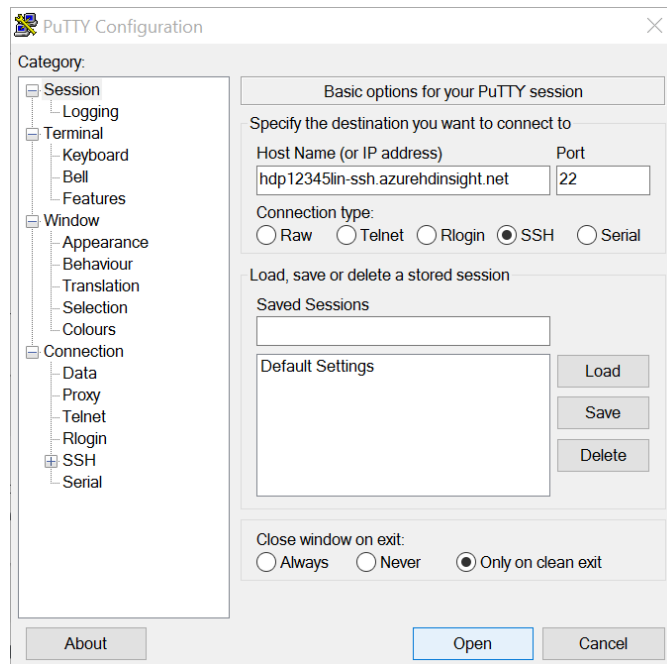 PuTTY Configuration
Category:
Session
Logging
Terminal
Keyboard
Bell
Features
Window
Appearance
Behaviour
Translation
Selection
Colours
Connection
Data
Proxy
Telnet
Rlogin
SSH
Serial
Basic options for your PuTTY session
Specify the destination you want to connect to
Host Name (or IP address) Port
hdp12345lin-ssh.azurehdinsight.net 22
Connection type:
Raw Telnet Rlogin SSH Serial
Load, save or delete a stored session
Saved Sessions
Default Settings
Load
Save
Delete
Close window on exit:
Always Never Only on clean exit
About Open Cancel